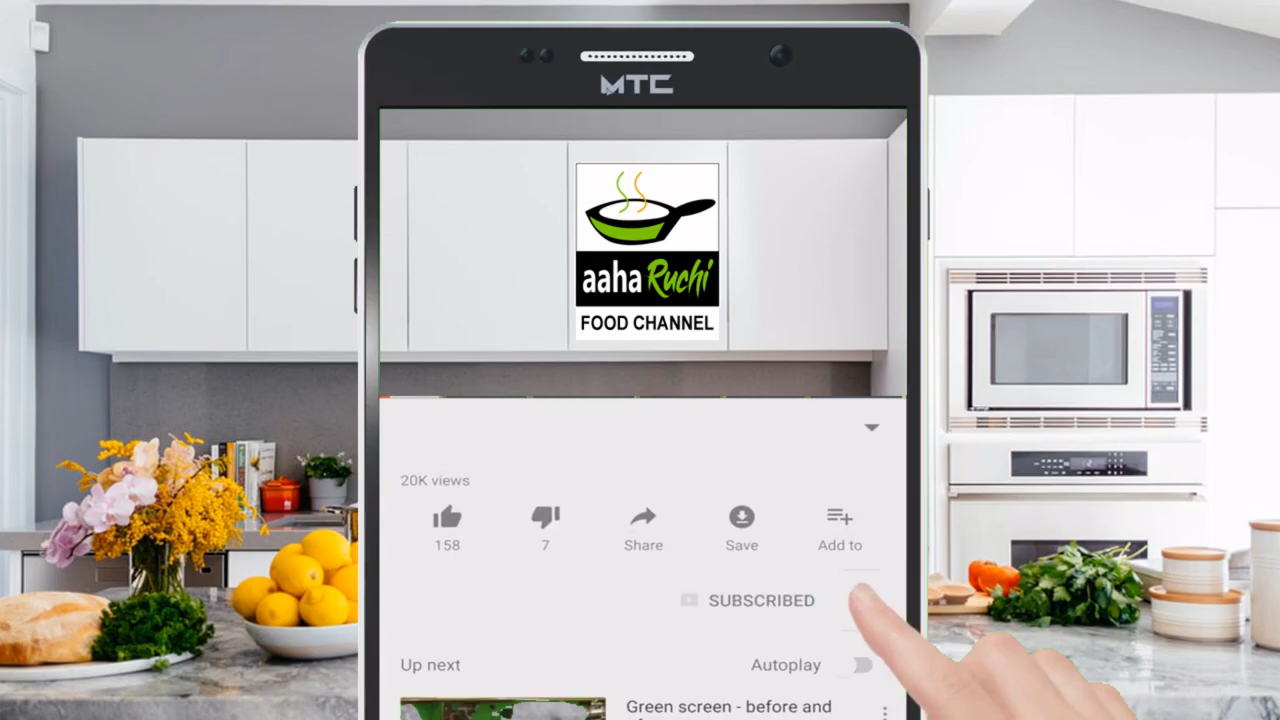 MTC
aaha Ruchi
FOOD CHANNEL
20K views
158
7
Share
Save
Add to
SUBSCRIBED
Up next
Autoplay
Green screen - before and